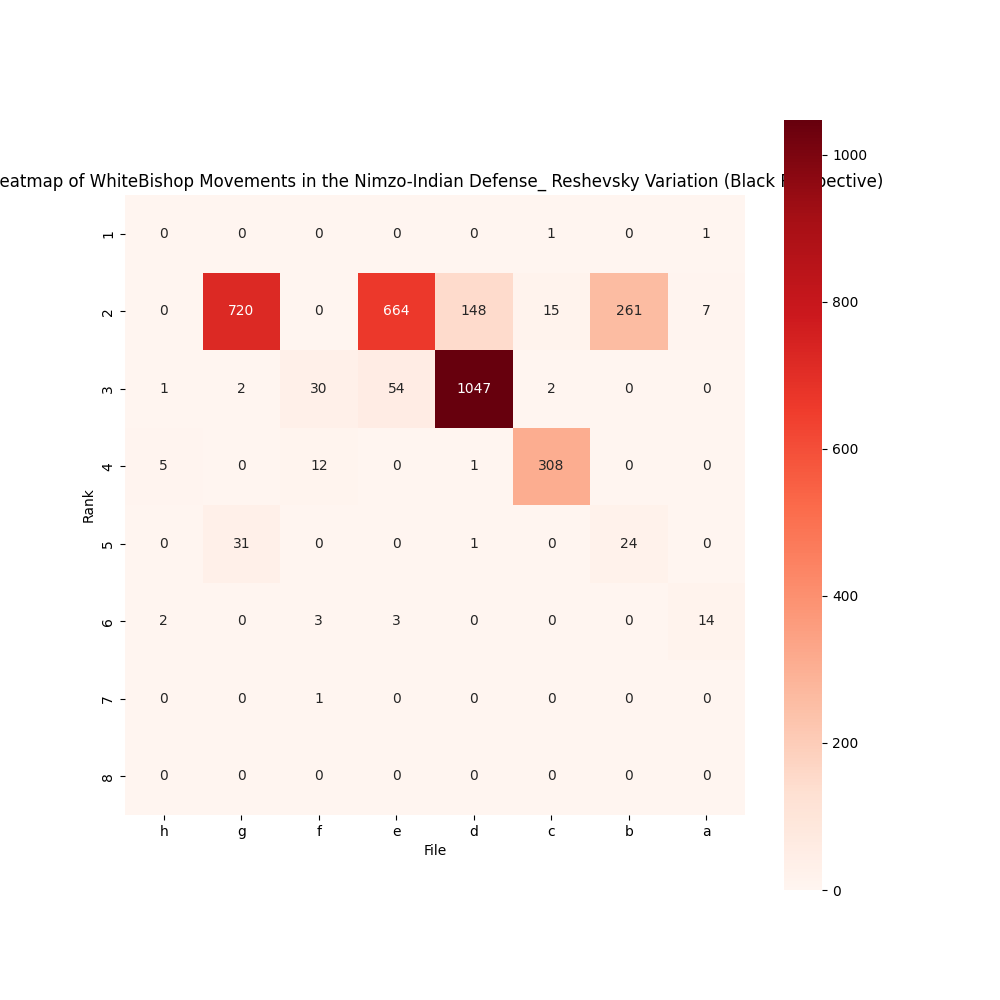 eatmap of WhiteBishop Movements in the Nimzo-Indian Defense_ Reshevsky Variation (Black pective)
1000
1 0 0 0 0 0 1 0 1
2 0 720 0 664 148 15 261 7
800
3 1 2 30 54 1047 2 0 0
600
4 5 0 12 0 1 308 0 0
Rank
5 0 31 0 0 1 0 24 0
400
6 2 0 3 3 0 0 0 14
7 0 0 1 0 0 0 0 0
200
8 0 0 0 0 0 0 0 0
h g f e d c b a
File
0